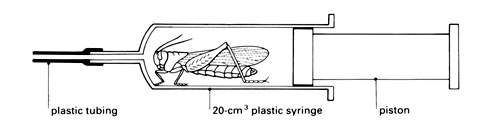 plastic tubing
20-cm³ plastic syringe
piston